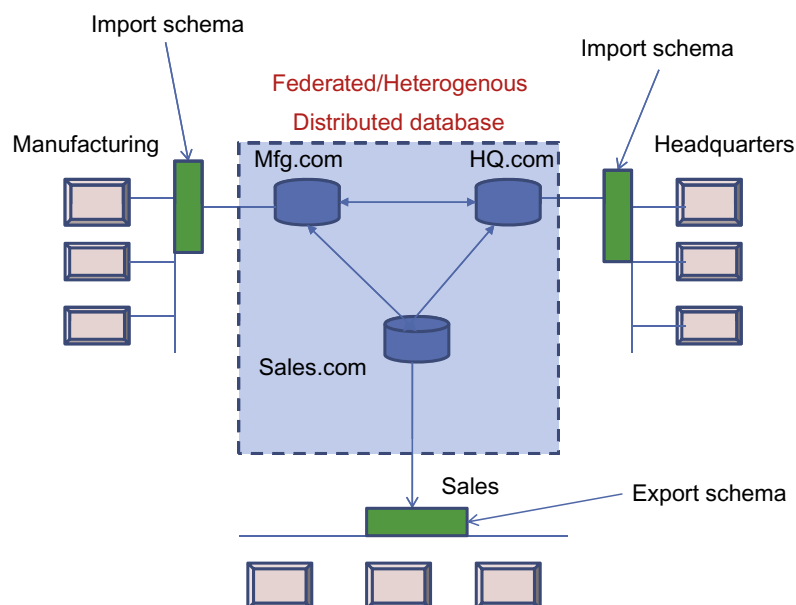 Import schema
Import schema
Federated/Heterogenous
Distributed database
Manufacturing
Headquarters
Mfg.com
HQ.com
Sales.com
Sales
Export schema